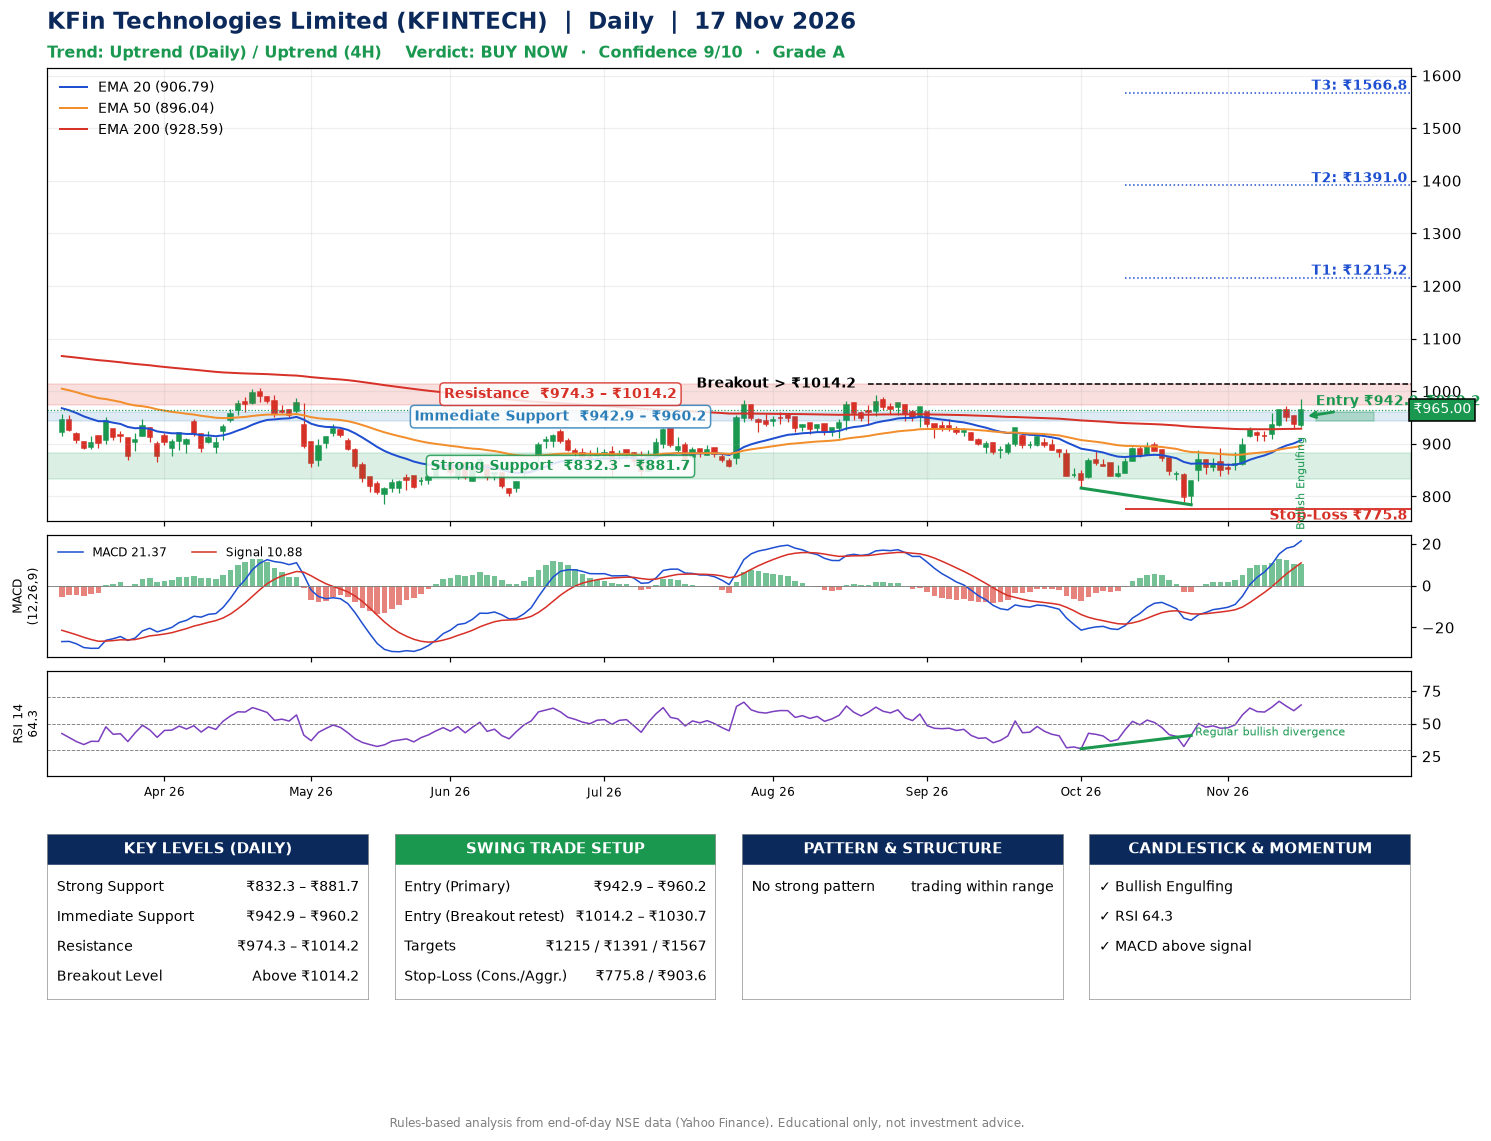 KFin Technologies Limited (KFINTECH)  |  Daily  |  17 Nov 2026
Trend: Uptrend (Daily) / Uptrend (4H)    Verdict: BUY NOW  ·  Confidence 9/10  ·  Grade A
EMA 20 (906.79)
EMA 50 (896.04)
EMA 200 (928.59)
T3: ₹1566.8
T2: ₹1391.0
T1: ₹1215.2
Breakout > ₹1014.2
Resistance  ₹974.3 – ₹1014.2
Immediate Support  ₹942.9 – ₹960.2
Strong Support  ₹832.3 – ₹881.7
Entry ₹942.
₹965.00
Bullish Engulfing
Stop-Loss ₹775.8
1600
1500
1400
1300
1200
1100
1000
900
800
MACD 21.37
Signal 10.88
MACD
(12,26,9)
20
0
−20
RSI 14
64.3
75
50
25
Regular bullish divergence
Apr 26
May 26
Jun 26
Jul 26
Aug 26
Sep 26
Oct 26
Nov 26
KEY LEVELS (DAILY)
Strong Support ₹832.3 – ₹881.7
Immediate Support ₹942.9 – ₹960.2
Resistance ₹974.3 – ₹1014.2
Breakout Level Above ₹1014.2
SWING TRADE SETUP
Entry (Primary) ₹942.9 – ₹960.2
Entry (Breakout retest) ₹1014.2 – ₹1030.7
Targets ₹1215 / ₹1391 / ₹1567
Stop-Loss (Cons./Aggr.) ₹775.8 / ₹903.6
PATTERN & STRUCTURE
No strong pattern trading within range
CANDLESTICK & MOMENTUM
✓ Bullish Engulfing
✓ RSI 64.3
✓ MACD above signal
Rules-based analysis from end-of-day NSE data (Yahoo Finance). Educational only, not investment advice.